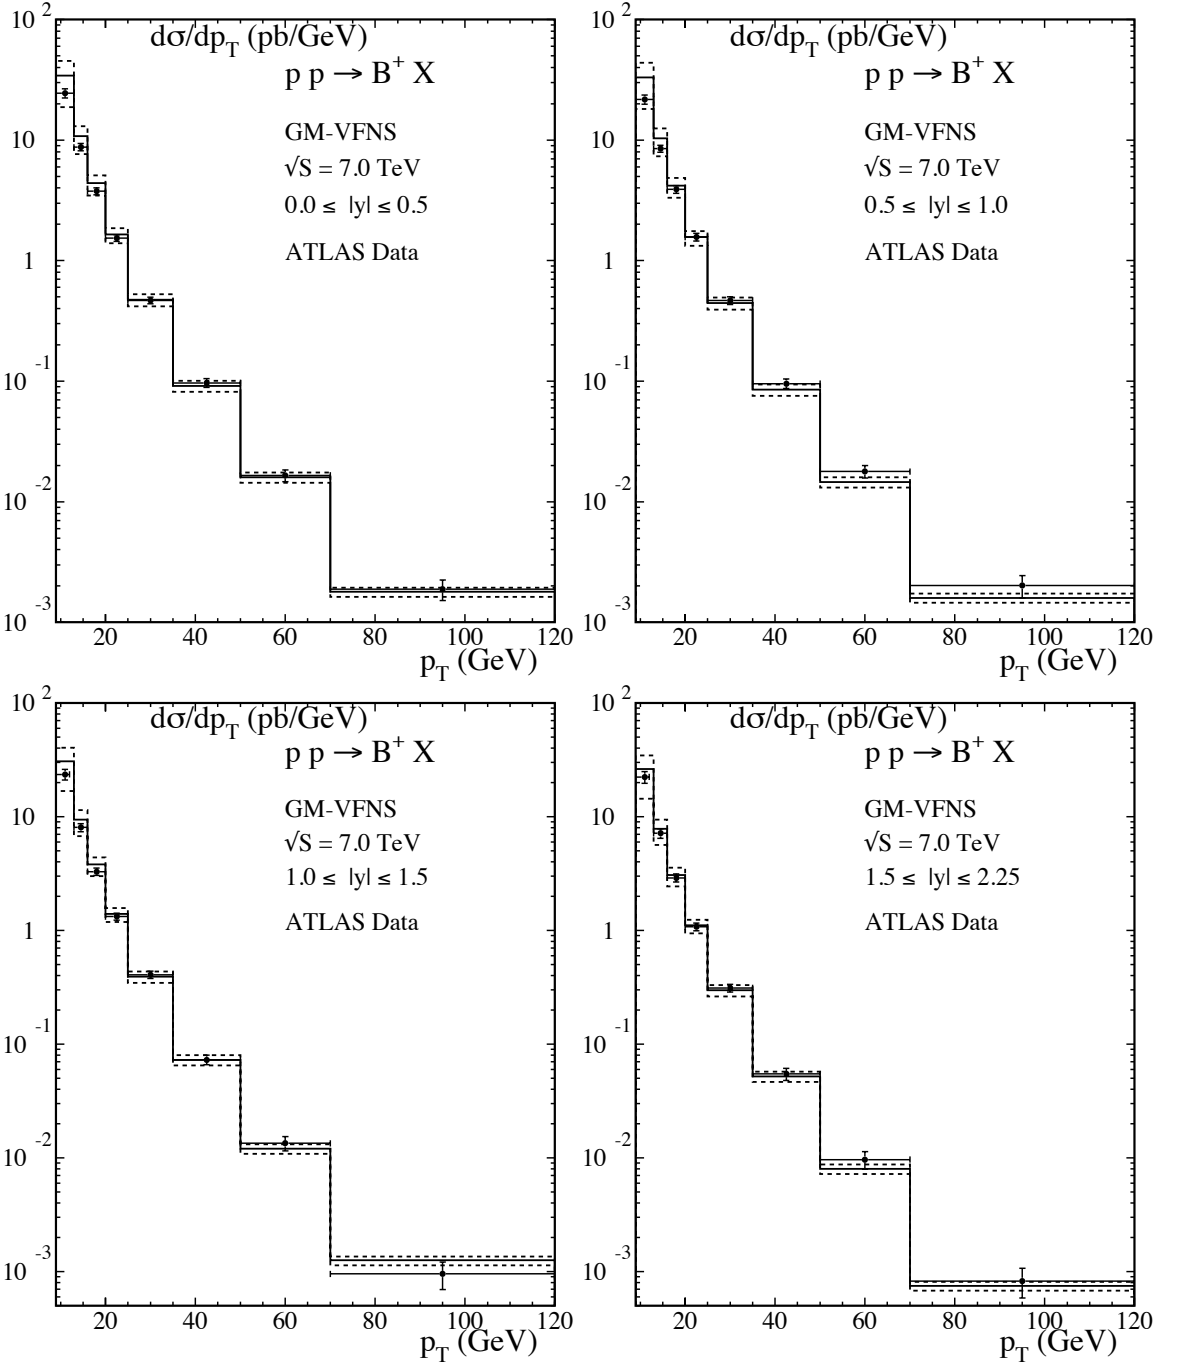 10 2
dσ/dpT (pb/GeV)
p p → B+ X
GM-VFNS
√S = 7.0 TeV
0.0 ≤ |y| ≤ 0.5
ATLAS Data
10
1
10 -1
10 -2
10 -3
20 40 60 80 100 120
pT (GeV)
10 2
dσ/dpT (pb/GeV)
p p → B+ X
GM-VFNS
√S = 7.0 TeV
0.5 ≤ |y| ≤ 1.0
ATLAS Data
10
1
10 -1
10 -2
10 -3
20 40 60 80 100 120
pT (GeV)
10 2
dσ/dpT (pb/GeV)
p p → B+ X
GM-VFNS
√S = 7.0 TeV
1.0 ≤ |y| ≤ 1.5
ATLAS Data
10
1
10 -1
10 -2
10 -3
20 40 60 80 100 120
pT (GeV)
10 2
dσ/dpT (pb/GeV)
p p → B+ X
GM-VFNS
√S = 7.0 TeV
1.5 ≤ |y| ≤ 2.25
ATLAS Data
10
1
10 -1
10 -2
10 -3
20 40 60 80 100 120
pT (GeV)